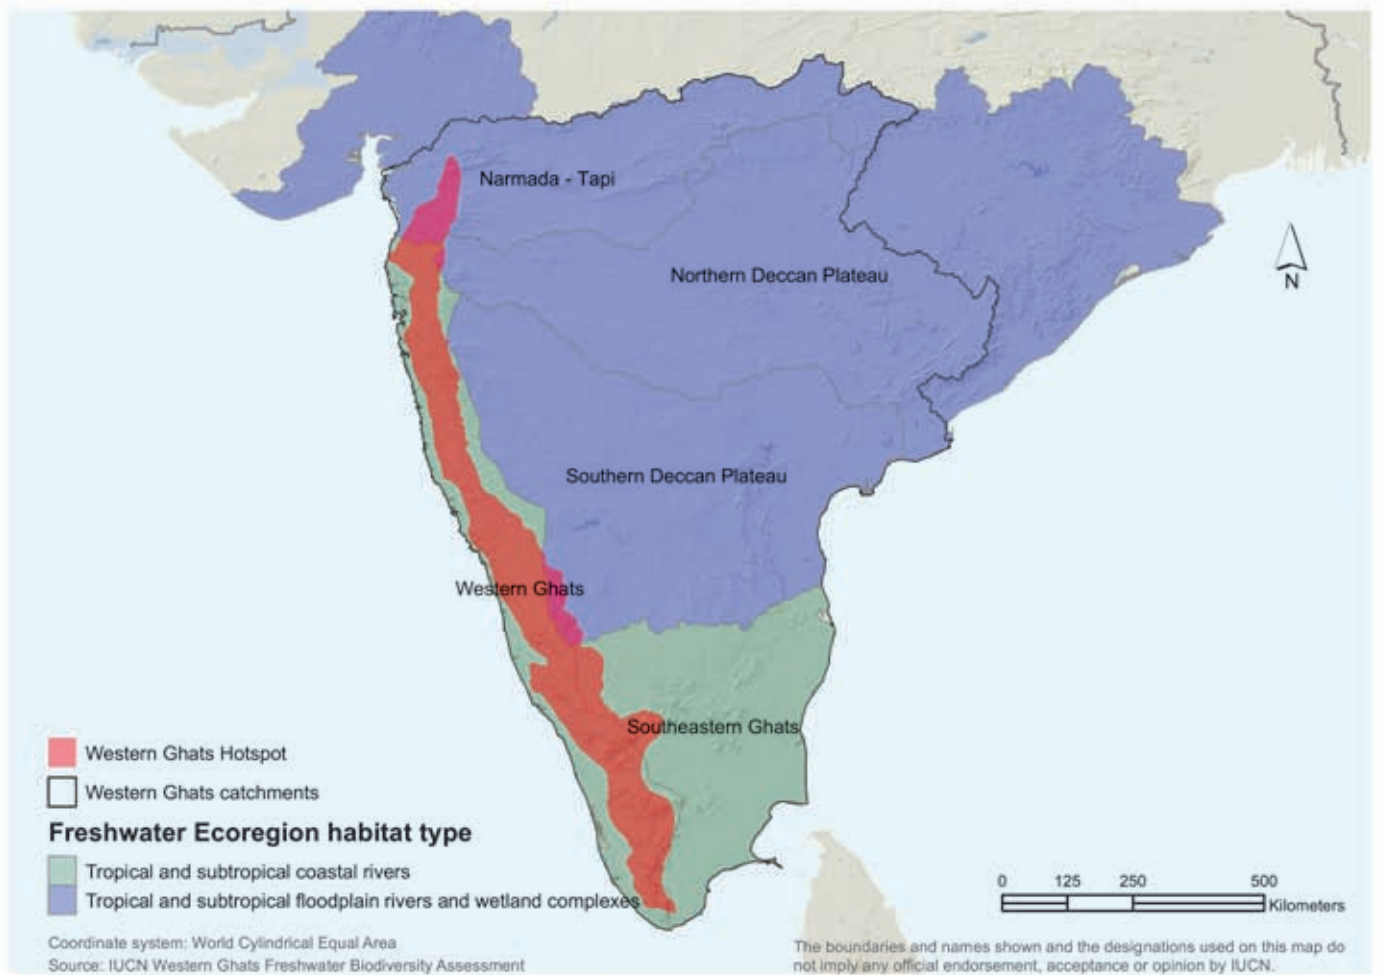 Narmada - Tapi
Northern Deccan Plateau
N
Southern Deccan Plateau
Western Ghats
Southeastern Ghats
Western Ghats Hotspot
Western Ghats catchments
Freshwater Ecoregion habitat type
Tropical and subtropical coastal rivers
Tropical and subtropical floodplain rivers and wetland complexes
0 125 250 500
Kilometers
Coordinate system: World Cylindrical Equal Area
Source: IUCN Western Ghats Freshwater Biodiversity Assessment
The boundaries and names shown and the designations used on this map do
not imply any official endorsement, acceptance or opinion by IUCN.